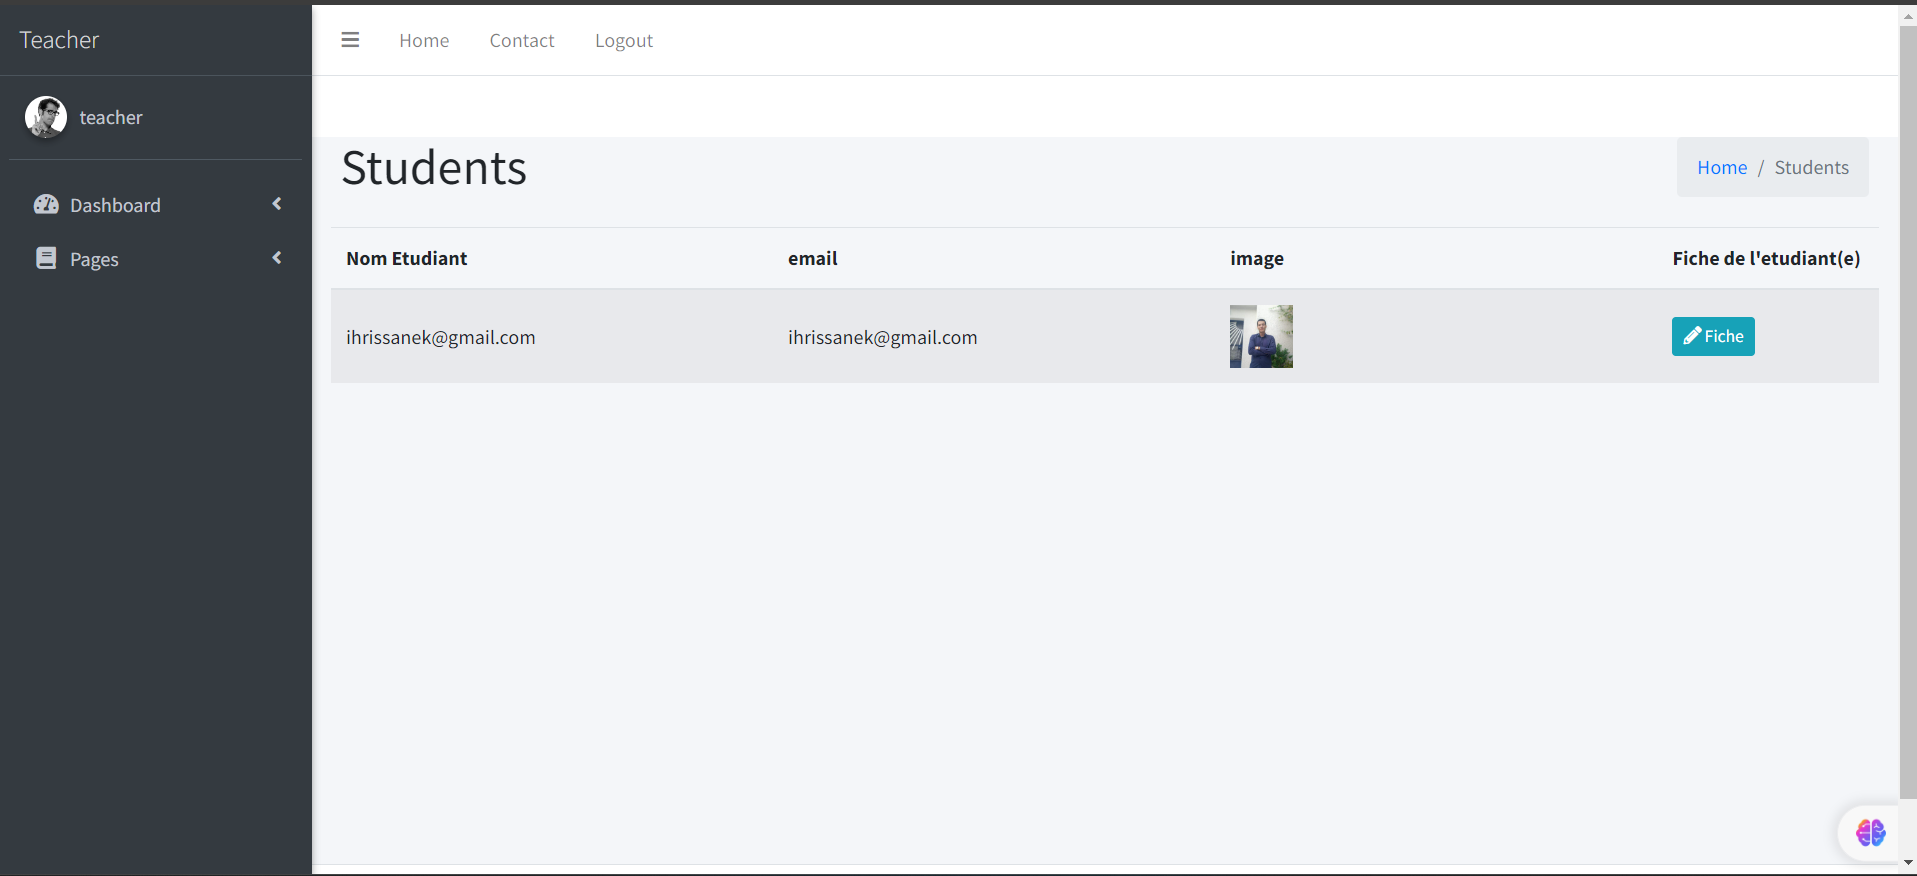 Teacher
Home Contact Logout
teacher
Dashboard
Pages
Students
Home / Students
Nom Etudiant email image Fiche de l'etudiant(e)
ihrissanek@gmail.com ihrissanek@gmail.com Fiche